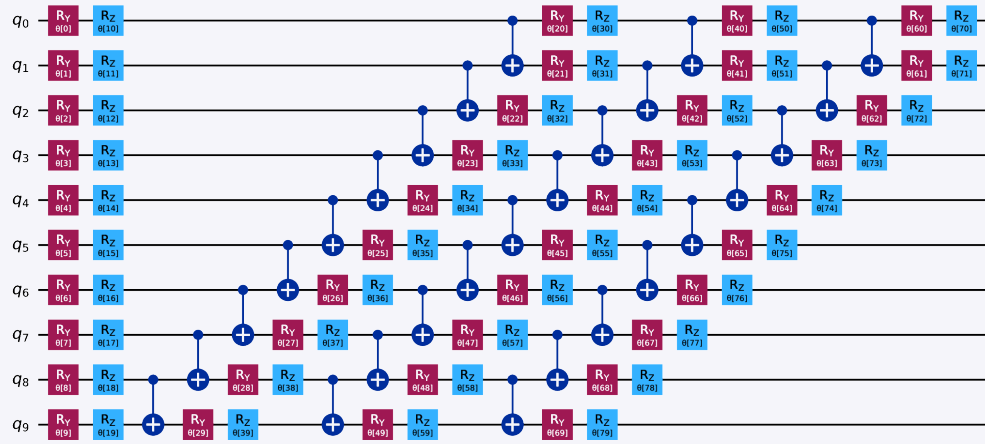 q0 RY RZ RY RZ RY RZ RY RZ
θ[0] θ[10] θ[20] θ[30] θ[40] θ[50] θ[60] θ[70]
q1 RY RZ RY RZ RY RZ RY RZ
θ[1] θ[11] θ[21] θ[31] θ[41] θ[51] θ[61] θ[71]
q2 RY RZ RY RZ RY RZ RY RZ
θ[2] θ[12] θ[22] θ[32] θ[42] θ[52] θ[62] θ[72]
q3 RY RZ RY RZ RY RZ RY RZ
θ[3] θ[13] θ[23] θ[33] θ[43] θ[53] θ[63] θ[73]
q4 RY RZ RY RZ RY RZ RY RZ
θ[4] θ[14] θ[24] θ[34] θ[44] θ[54] θ[64] θ[74]
q5 RY RZ RY RZ RY RZ RY RZ
θ[5] θ[15] θ[25] θ[35] θ[45] θ[55] θ[65] θ[75]
q6 RY RZ RY RZ RY RZ RY RZ
θ[6] θ[16] θ[26] θ[36] θ[46] θ[56] θ[66] θ[76]
q7 RY RZ RY RZ RY RZ RY RZ
θ[7] θ[17] θ[27] θ[37] θ[47] θ[57] θ[67] θ[77]
q8 RY RZ RY RZ RY RZ RY RZ
θ[8] θ[18] θ[28] θ[38] θ[48] θ[58] θ[68] θ[78]
q9 RY RZ RY RZ RY RZ RY RZ
θ[9] θ[19] θ[29] θ[39] θ[49] θ[59] θ[69] θ[79]